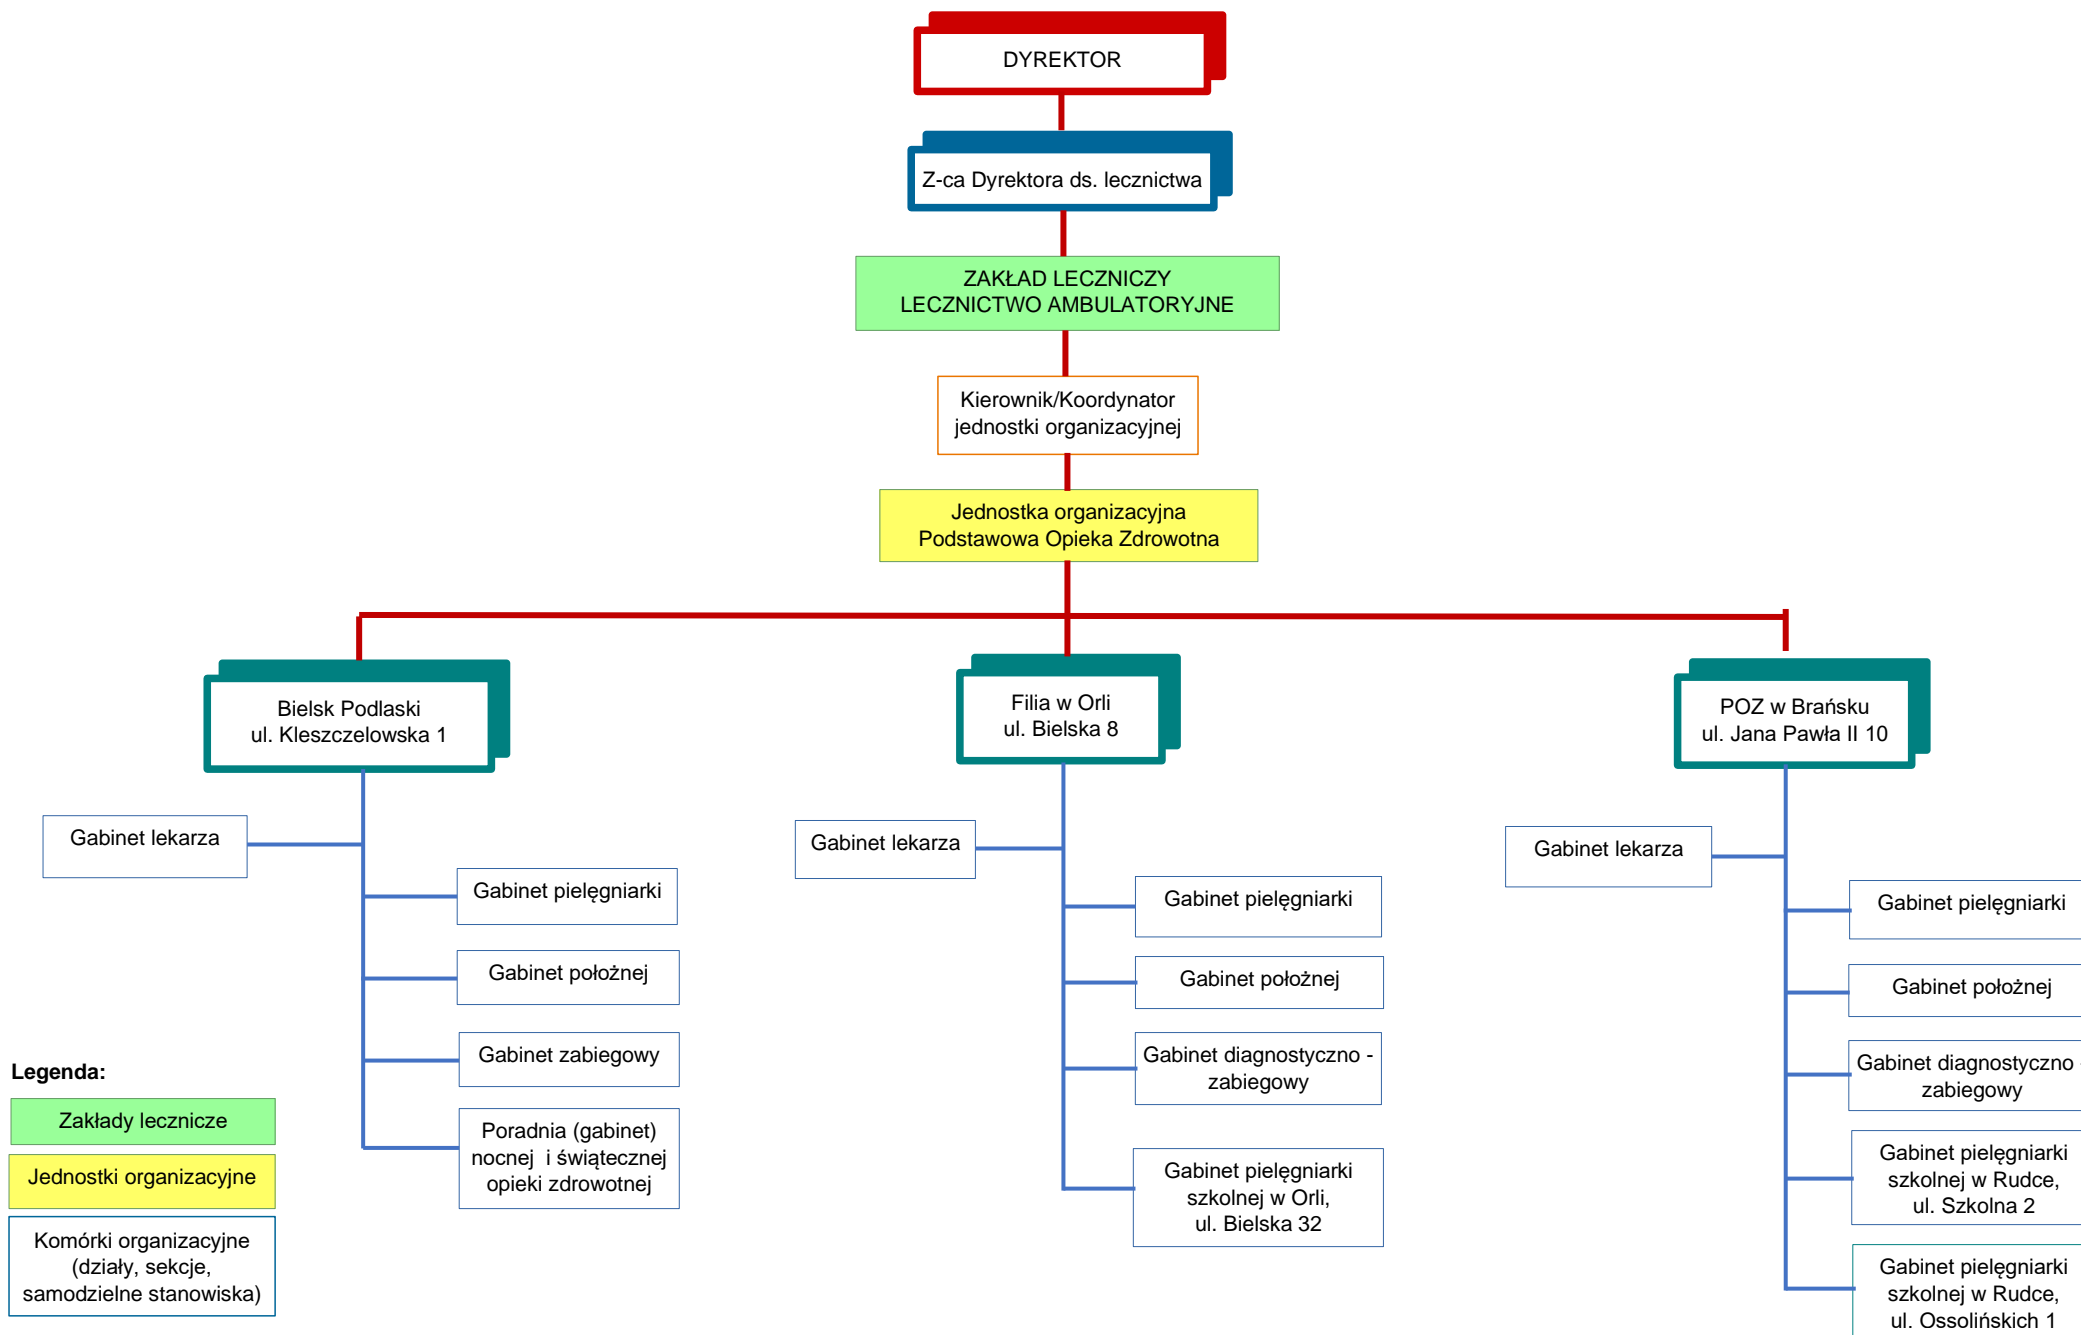 DYREKTOR
Z-ca Dyrektora ds. lecznictwa
ZAKŁAD LECZNICZY
LECZNICTWO AMBULATORYJNE
Kierownik/Koordynator
jednostki organizacyjnej
Jednostka organizacyjna
Podstawowa Opieka Zdrowotna
Bielsk Podlaski
ul. Kleszczelowska 1
Gabinet lekarza
Gabinet pielęgniarki
Gabinet położnej
Gabinet zabiegowy
Poradnia (gabinet)
nocnej i świątecznej
opieki zdrowotnej
Filia w Orli
ul. Bielska 8
Gabinet lekarza
Gabinet pielęgniarki
Gabinet położnej
Gabinet diagnostyczno -
zabiegowy
Gabinet pielęgniarki
szkolnej w Orli,
ul. Bielska 32
POZ w Brańsku
ul. Jana Pawła II 10
Gabinet lekarza
Gabinet pielęgniarki
Gabinet położnej
Gabinet diagnostyczno -
zabiegowy
Gabinet pielęgniarki
szkolnej w Rudce,
ul. Szkolna 2
Gabinet pielęgniarki
szkolnej w Rudce,
ul. Ossolińskich 1
Legenda:
Zakłady lecznicze
Jednostki organizacyjne
Komórki organizacyjne
(działy, sekcje,
samodzielne stanowiska)